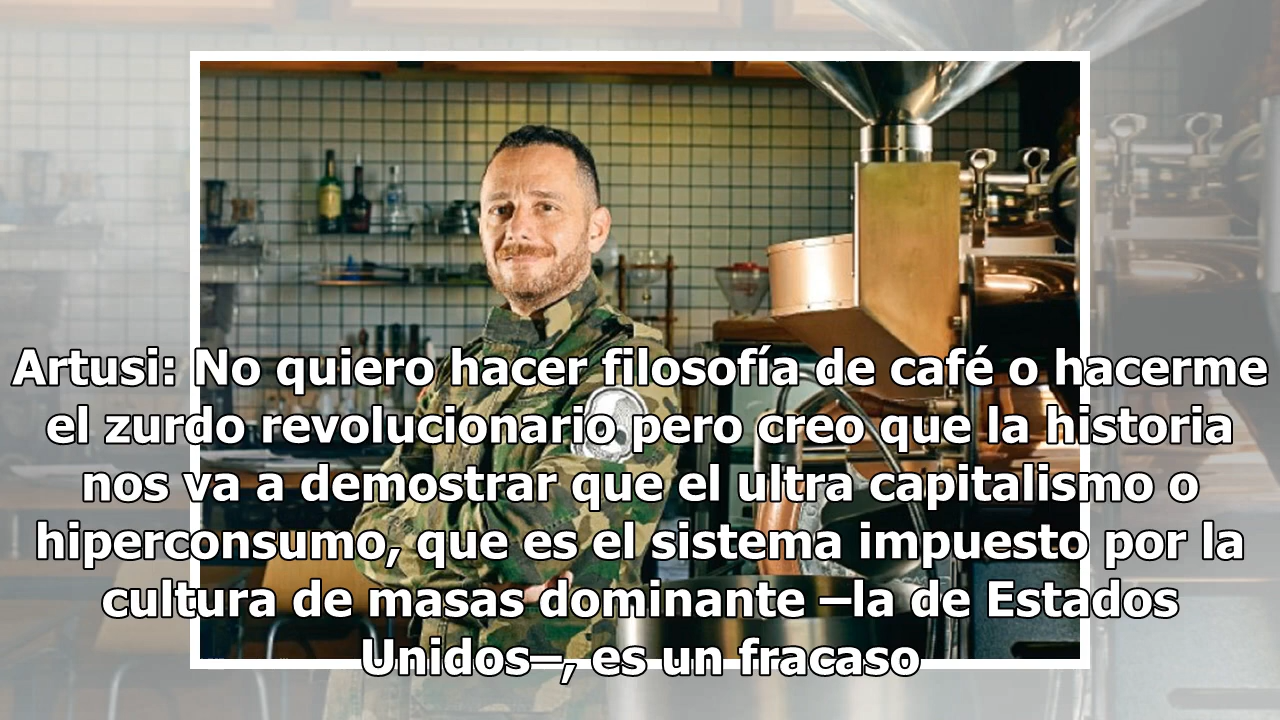 Artusi: No quiero hacer filosofía de café o hacerme
el zurdo revolucionario pero creo que la historia
nos va a demostrar que el ultra capitalismo o
hiperconsumo, que es el sistema impuesto por la
cultura de masas dominante –la de Estados
Unidos–, es un fracaso